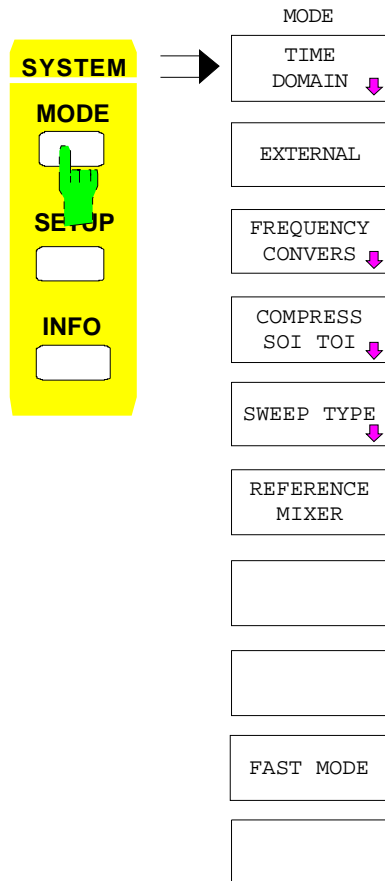 SYSTEM
MODE
SETUP
INFO
MODE
TIME
DOMAIN
EXTERNAL
FREQUENCY
CONVERS
COMPRESS
SOI TOI
SWEEP TYPE
REFERENCE
MIXER
FAST MODE